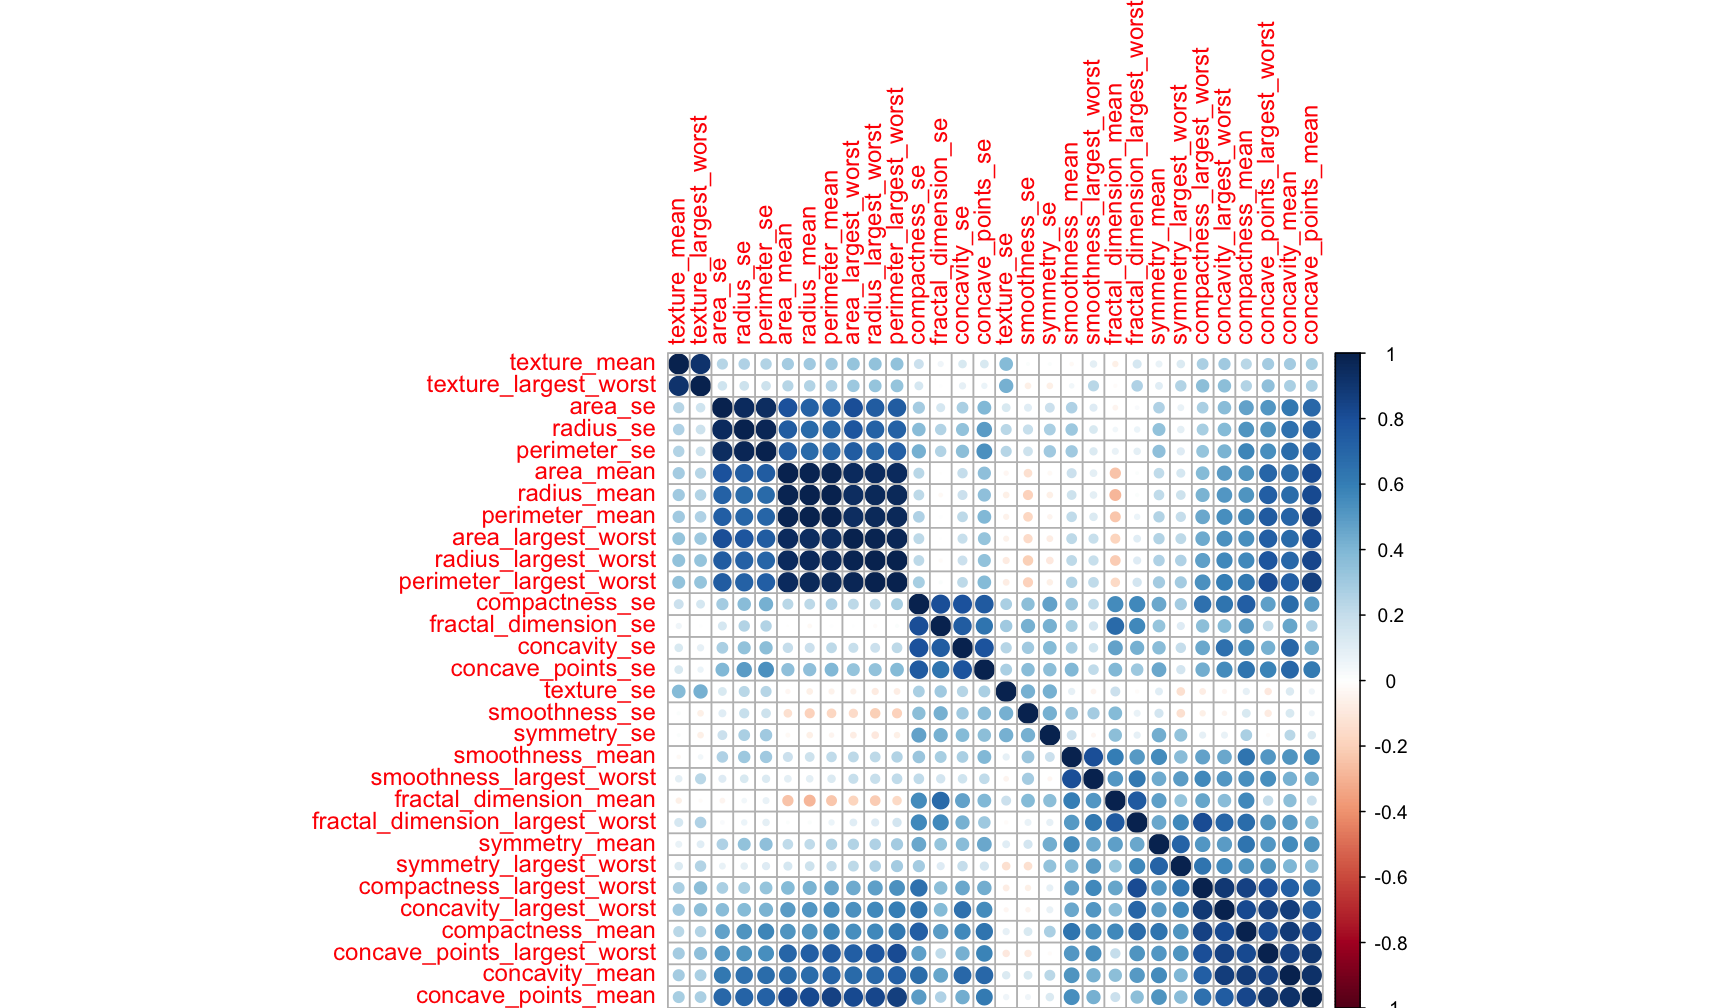 texture_mean
texture_largest_worst
area_se
radius_se
perimeter_se
area_mean
radius_mean
perimeter_mean
area_largest_worst
radius_largest_worst
perimeter_largest_worst
compactness_se
fractal_dimension_se
concavity_se
concave_points_se
texture_se
smoothness_se
symmetry_se
smoothness_mean
smoothness_largest_worst
fractal_dimension_mean
fractal_dimension_largest_worst
symmetry_mean
symmetry_largest_worst
compactness_largest_worst
concavity_largest_worst
compactness_mean
concave_points_largest_worst
concavity_mean
concave_points_mean
texture_mean
texture_largest_worst
area_se
radius_se
perimeter_se
area_mean
radius_mean
perimeter_mean
area_largest_worst
radius_largest_worst
perimeter_largest_worst
compactness_se
fractal_dimension_se
concavity_se
concave_points_se
texture_se
smoothness_se
symmetry_se
smoothness_mean
smoothness_largest_worst
fractal_dimension_mean
fractal_dimension_largest_worst
symmetry_mean
symmetry_largest_worst
compactness_largest_worst
concavity_largest_worst
compactness_mean
concave_points_largest_worst
concavity_mean
concave_points_mean
1
0.8
0.6
0.4
0.2
0
-0.2
-0.4
-0.6
-0.8